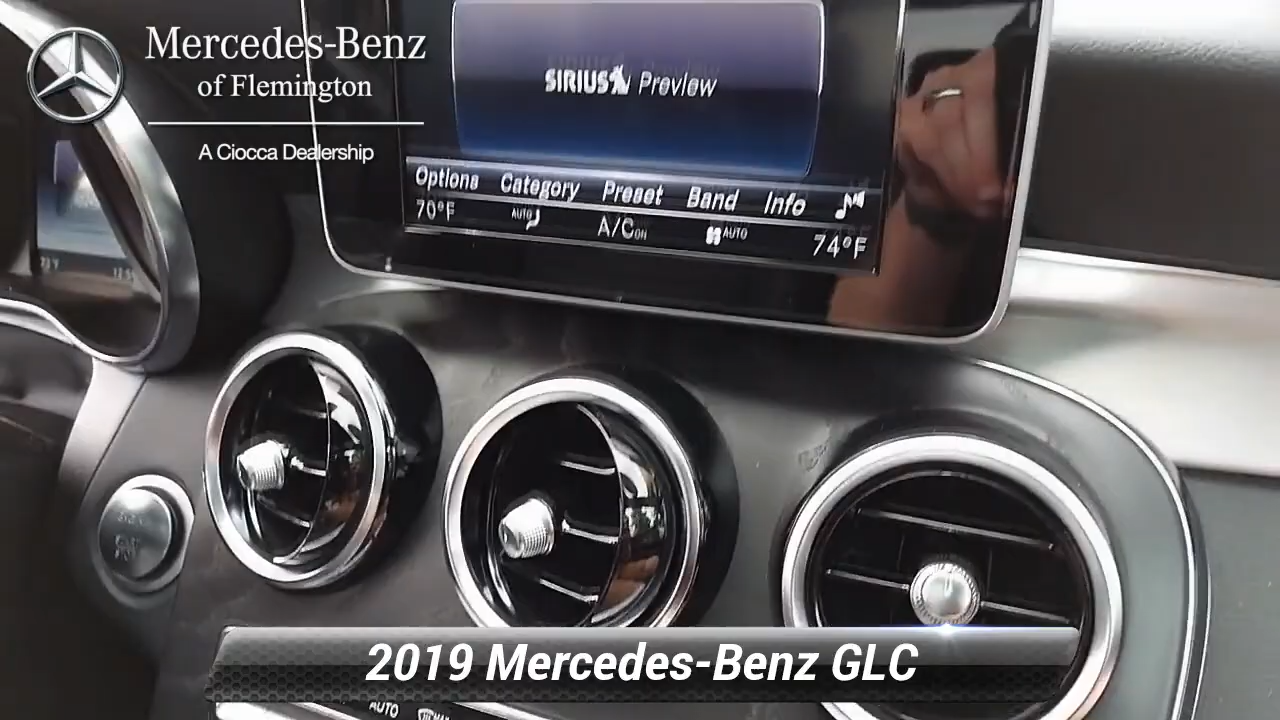 Mercedes-Benz
of Flemington
A Ciocca Dealership
Preview
Options Category Preset Band Info
70°F AUTO A/C ON AUTO 74°F
2019 Mercedes-Benz GLC
AUTO